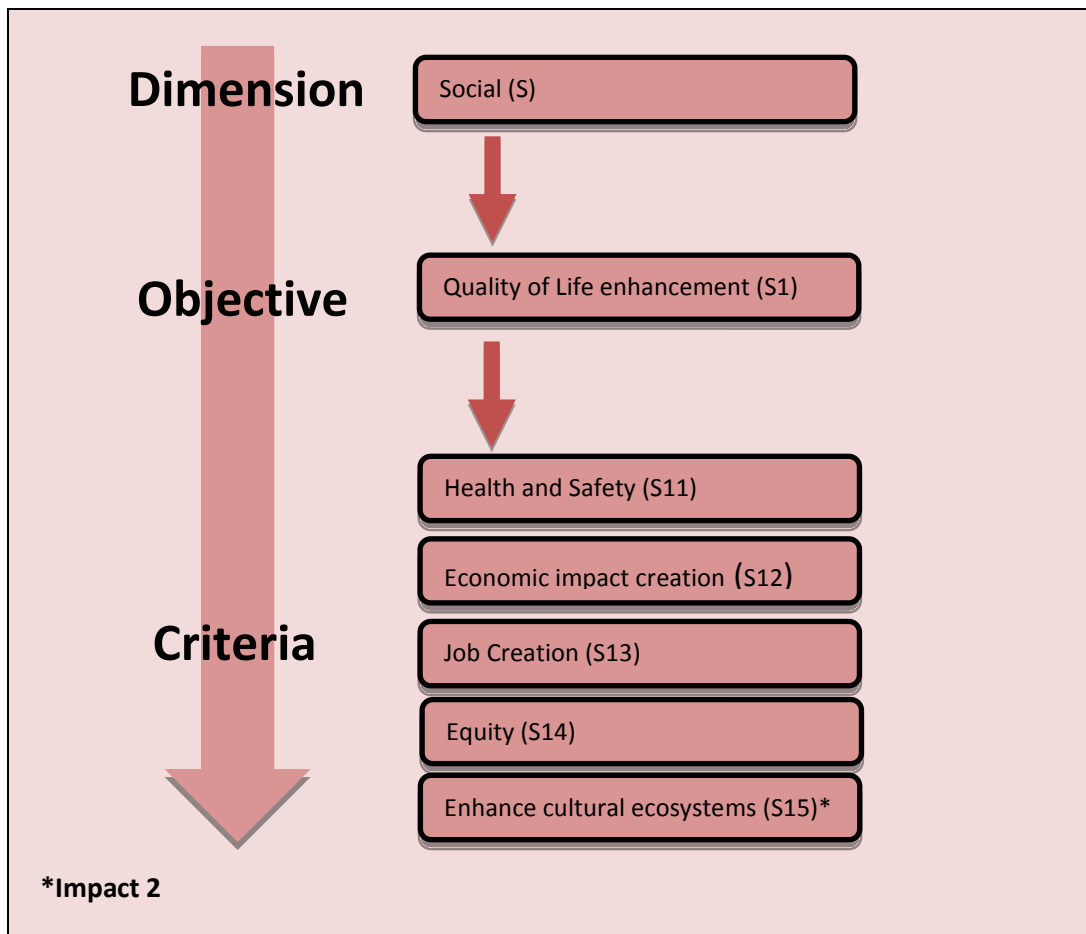 Dimension
Social (S)
Objective
Quality of Life enhancement (S1)
Health and Safety (S11)
Economic impact creation (S12)
Criteria
Job Creation (S13)
Equity (S14)
Enhance cultural ecosystems (S15)*
*Impact 2